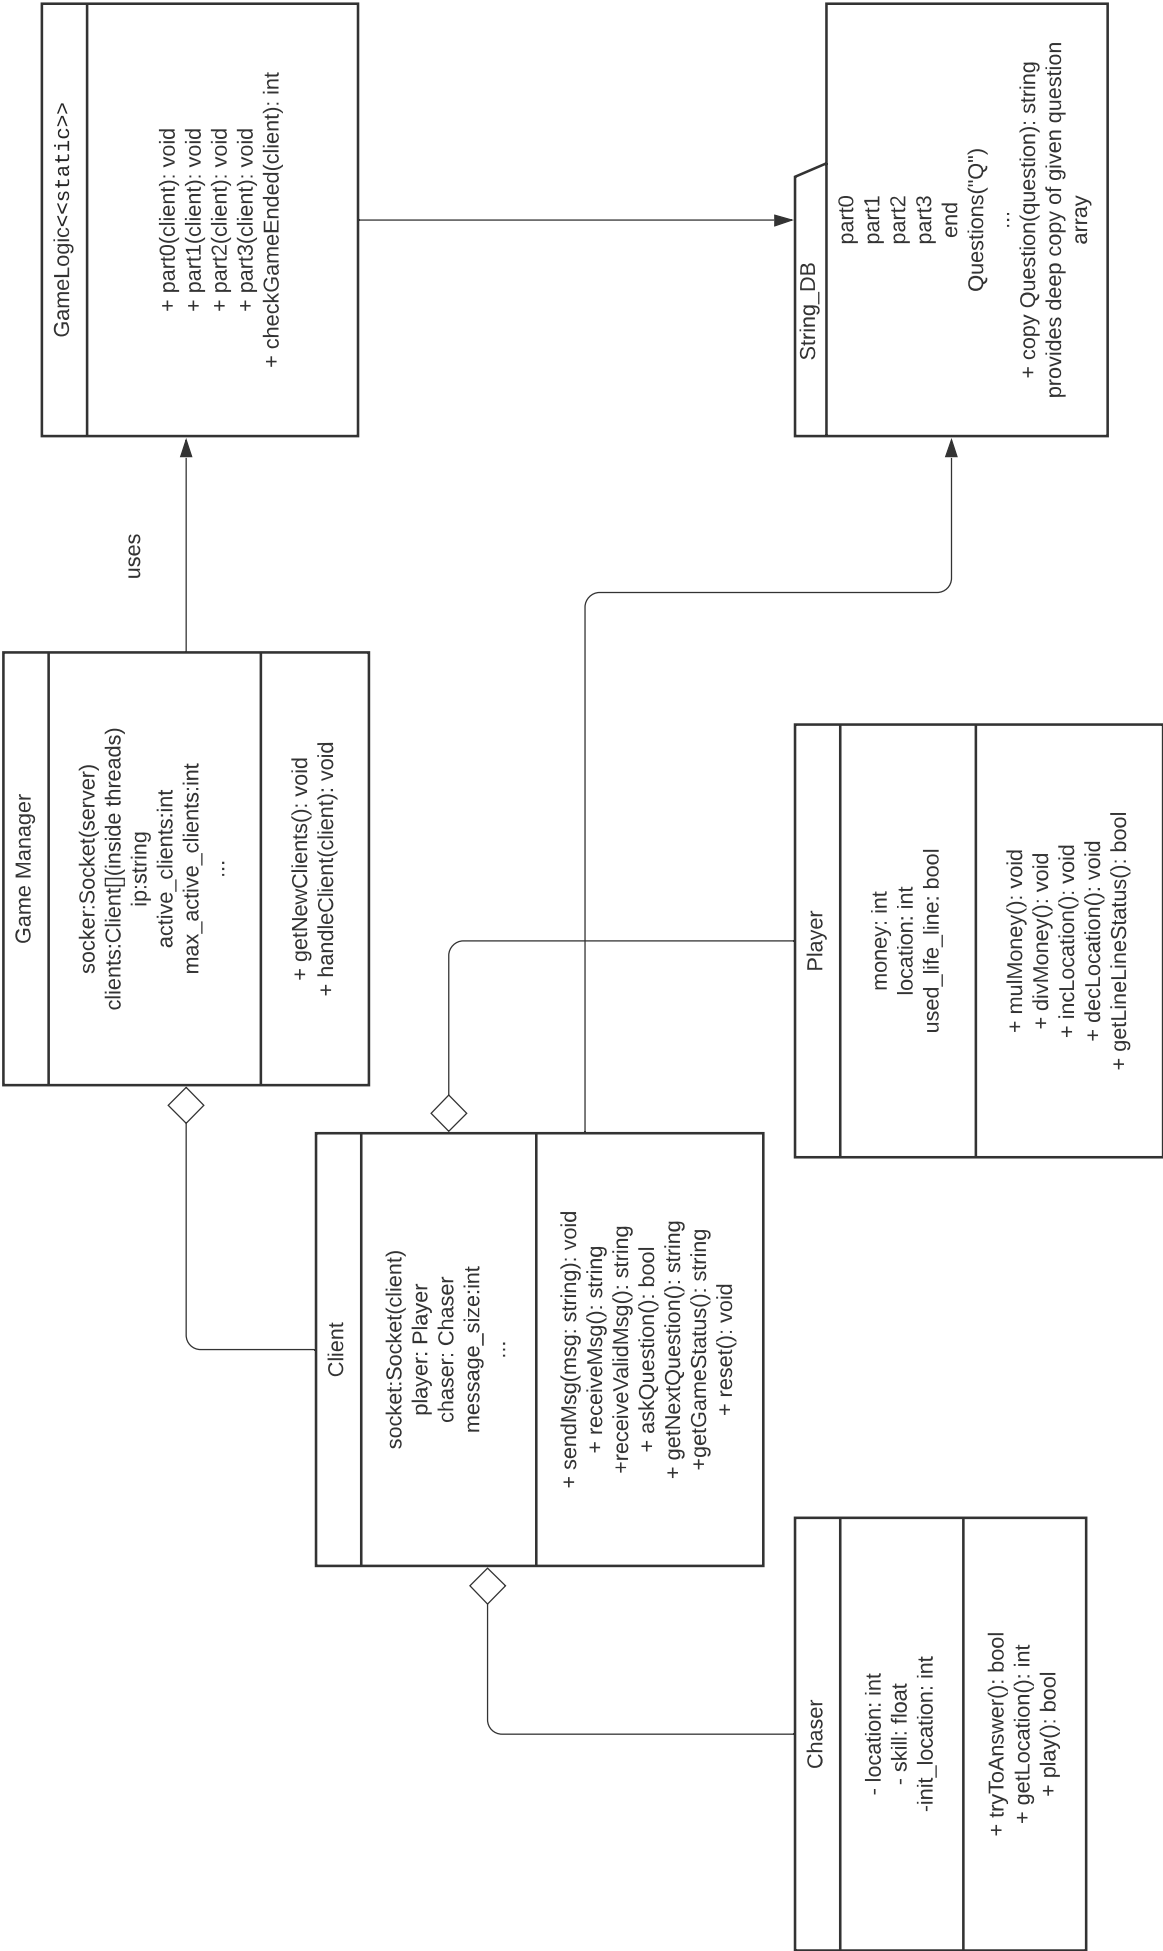 Game Manager
socker:Socket(server)
clients:Client[](inside threads)
ip:string
active_clients:int
max_active_clients:int
...
+ getNewClients(): void
+ handleClient(client): void
uses
GameLogic<<static>>
+ part0(client): void
+ part1(client): void
+ part2(client): void
+ part3(client): void
+ checkGameEnded(client): int
Client
socket:Socket(client)
player: Player
chaser: Chaser
message_size:int
...
+ sendMsg(msg: string): void
+ receiveMsg(): string
+receiveValidMsg(): string
+ askQuestion(): bool
+ getNextQuestion(): string
+getGameStatus(): string
+ reset(): void
Chaser
- location: int
- skill: float
-init_location: int
+ tryToAnswer(): bool
+ getLocation(): int
+ play(): bool
Player
money: int
location: int
used_life_line: bool
+ mulMoney(): void
+ divMoney(): void
+ incLocation(): void
+ decLocation(): void
+ getLineLineStatus(): bool
String_DB
part0
part1
part2
part3
end
Questions("Q")
...
+ copy Question(question): string
provides deep copy of given question
array